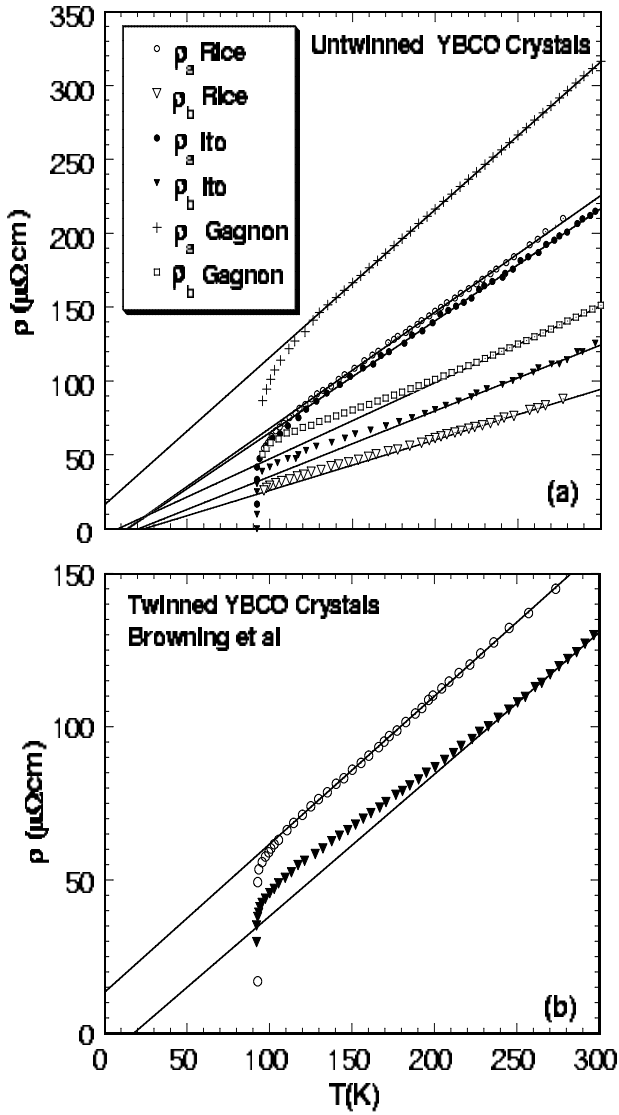 350
300
250
200
150
100
50
0
ρ (μΩcm)
Untwinned YBCO Crystals
ρa Rice
ρb Rice
ρa Ito
ρb Ito
ρa Gagnon
ρb Gagnon
(a)
150
100
50
0
ρ (μΩcm)
Twinned YBCO Crystals
Browning et al
(b)
0 50 100 150 200 250 300
T(K)